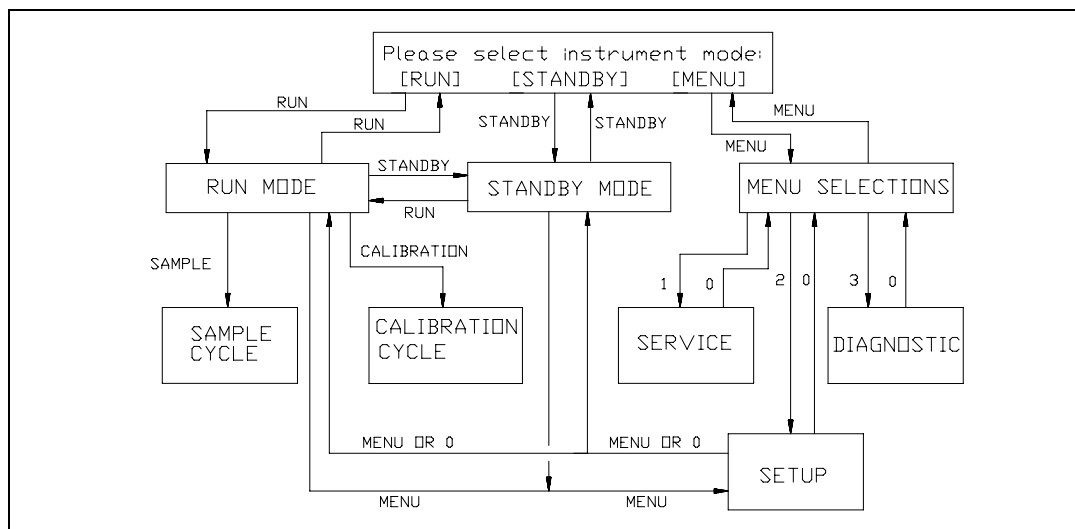 Please select instrument mode:
[RUN] [STANDBY] [MENU]
RUN
RUN
STANDBY
STANDBY
MENU
MENU
RUN MODE
STANDBY
RUN
STANDBY MODE
MENU SELECTIONS
SAMPLE
CALIBRATION
1
0
2
0
3
0
SAMPLE
CYCLE
CALIBRATION
CYCLE
SERVICE
DIAGNOSTIC
MENU OR 0
MENU OR 0
SETUP
MENU
MENU